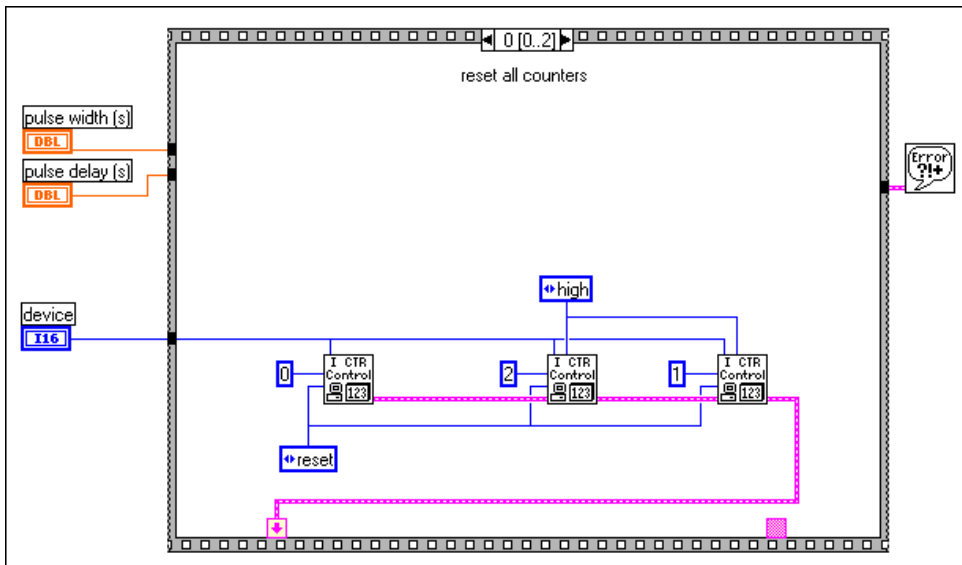 0 [0..2]
reset all counters
pulse width (s)
DBL
pulse delay (s)
DBL
Error
?!+
high
device
I16
0
I CTR
Control
123
2
I CTR
Control
123
1
I CTR
Control
123
reset